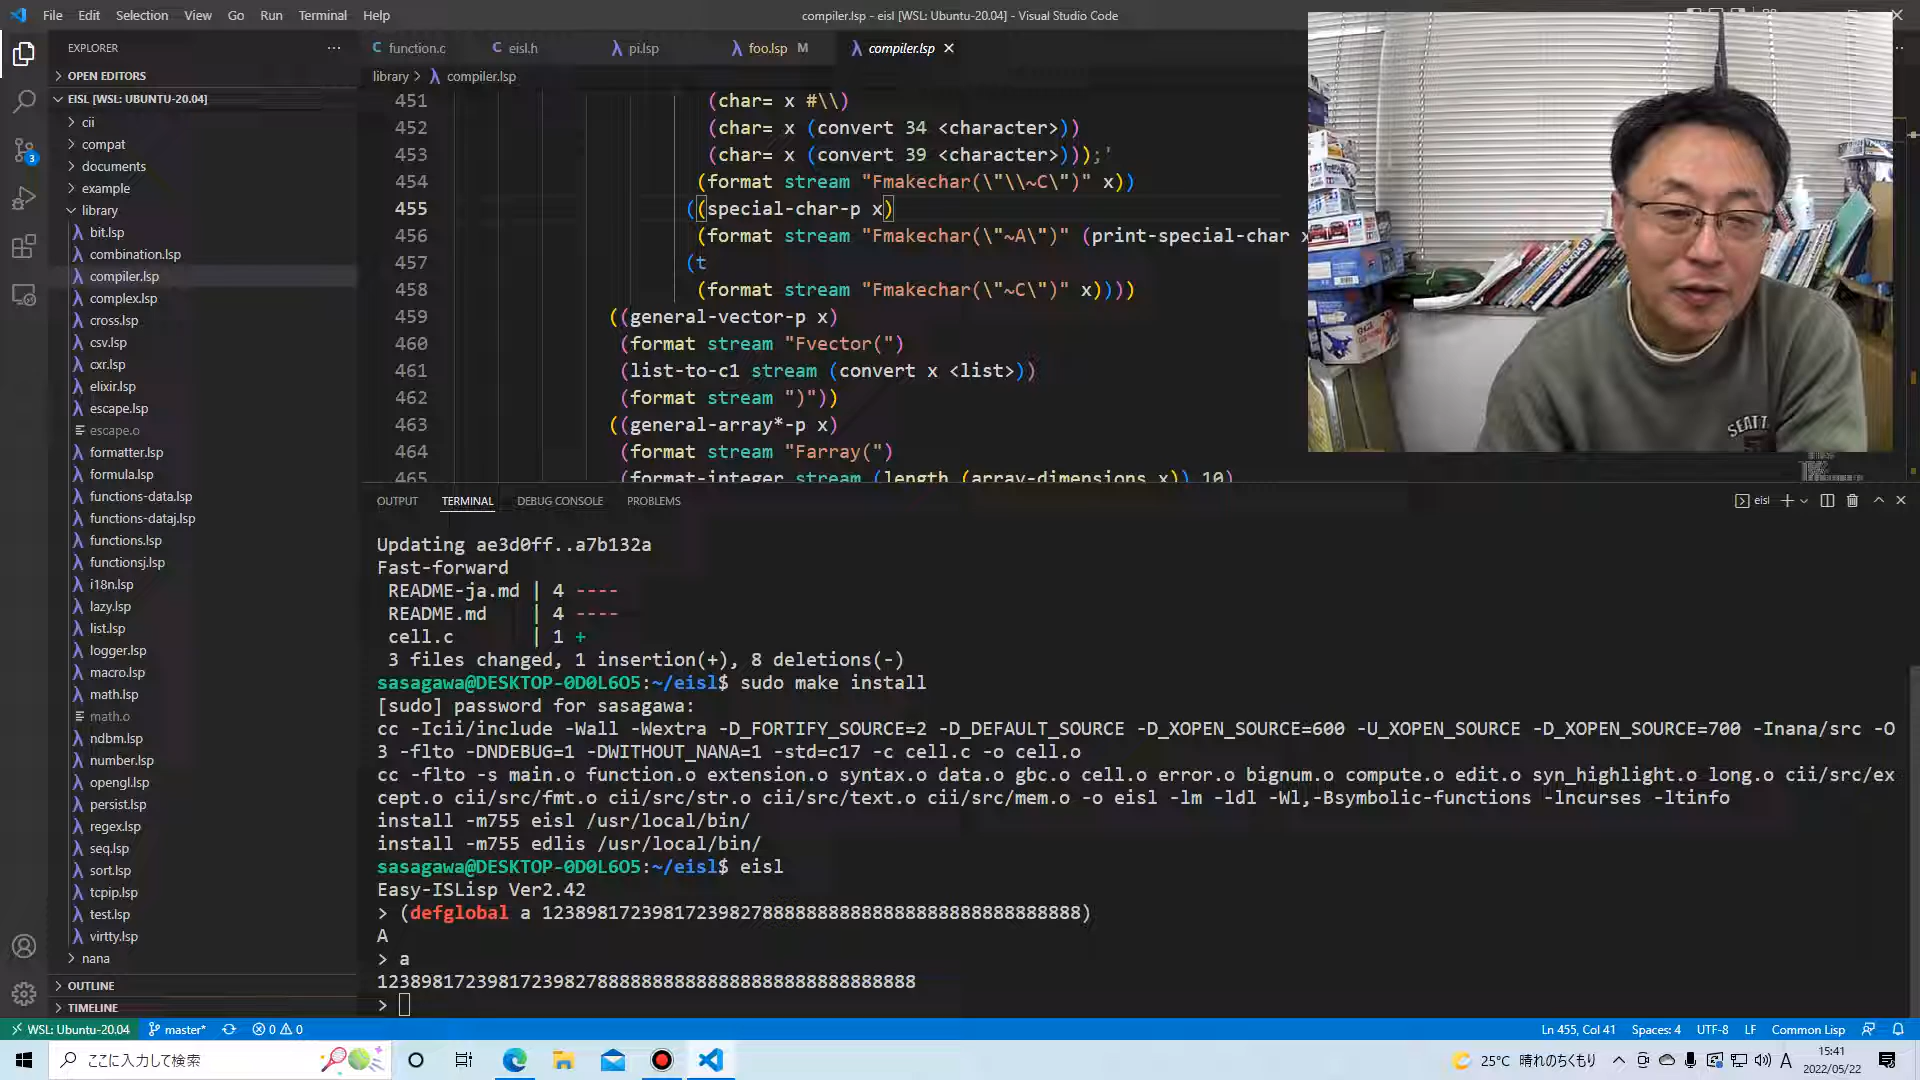 File Edit Selection View Go Run Terminal Help
compiler.lsp - eisl [WSL: Ubuntu-20.04] - Visual Studio Code
EXPLORER
OPEN EDITORS
EISL [WSL: UBUNTU-20.04]
cii
compat
documents
example
library
bit.lsp
combination.lsp
compiler.lsp
complex.lsp
cross.lsp
csv.lsp
cxr.lsp
elixir.lsp
escape.lsp
escape.o
formatter.lsp
formula.lsp
functions-data.lsp
functions-dataj.lsp
functions.lsp
functionsj.lsp
i18n.lsp
lazy.lsp
list.lsp
logger.lsp
macro.lsp
math.lsp
math.o
ndbm.lsp
number.lsp
opengl.lsp
persist.lsp
regex.lsp
seq.lsp
sort.lsp
tcpip.lsp
test.lsp
virtty.lsp
nana
OUTLINE
TIMELINE
3
C function.c C eisl.h λ pi.lsp λ foo.lsp M λ compiler.lsp
library > λ compiler.lsp
451 (char= x #\\)
452 (char= x (convert 34 <character>))
453 (char= x (convert 39 <character>)));'
454 (format stream "Fmakechar(\"\\~C\")" x))
455 ((special-char-p x)
456 (format stream "Fmakechar(\"~A\")" (print-special-char
457 (t
458 (format stream "Fmakechar(\"~C\")" x))))
459 ((general-vector-p x)
460 (format stream "Fvector(")
461 (list-to-c1 stream (convert x <list>))
462 (format stream ")"))
463 ((general-array*-p x)
464 (format stream "Farray(")
465 (format-integer stream (length (array-dimensions x)) 10)
SEATT
OUTPUT TERMINAL DEBUG CONSOLE PROBLEMS
eisl
Updating ae3d0ff..a7b132a
Fast-forward
README-ja.md | 4 ----
README.md | 4 ----
cell.c | 1 +
3 files changed, 1 insertion(+), 8 deletions(-)
sasagawa@DESKTOP-0D0L6O5:~/eisl$ sudo make install
[sudo] password for sasagawa:
cc -Icii/include -Wall -Wextra -D_FORTIFY_SOURCE=2 -D_DEFAULT_SOURCE -D_XOPEN_SOURCE=600 -U_XOPEN_SOURCE -D_XOPEN_SOURCE=700 -Inana/src -O
3 -flto -DNDEBUG=1 -DWITHOUT_NANA=1 -std=c17 -c cell.c -o cell.o
cc -flto -s main.o function.o extension.o syntax.o data.o gbc.o cell.o error.o bignum.o compute.o edit.o syn_highlight.o long.o cii/src/ex
cept.o cii/src/fmt.o cii/src/str.o cii/src/text.o cii/src/mem.o -o eisl -lm -ldl -Wl,-Bsymbolic-functions -lncurses -ltinfo
install -m755 eisl /usr/local/bin/
install -m755 edlis /usr/local/bin/
sasagawa@DESKTOP-0D0L6O5:~/eisl$ eisl
Easy-ISLisp Ver2.42
> (defglobal a 1238981723981723982788888888888888888888888888888)
A
> a
1238981723981723982788888888888888888888888888888
>
WSL: Ubuntu-20.04 master* 0 0 Ln 455, Col 41 Spaces: 4 UTF-8 LF Common Lisp
ここに入力して検索
25°C 晴れのちくもり A 15:41
2022/05/22